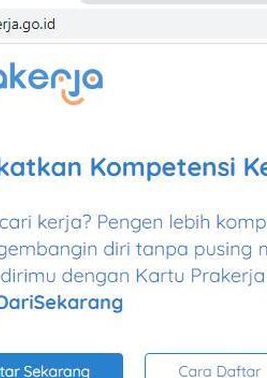 erja.go.id
akerja
katkan Kompetensi Ke
cari kerja? Pengen lebih komp
gembangin diri tanpa pusing m
dirimu dengan Kartu Prakerja
DariSekarang
tar Sekarang
Cara Daftar